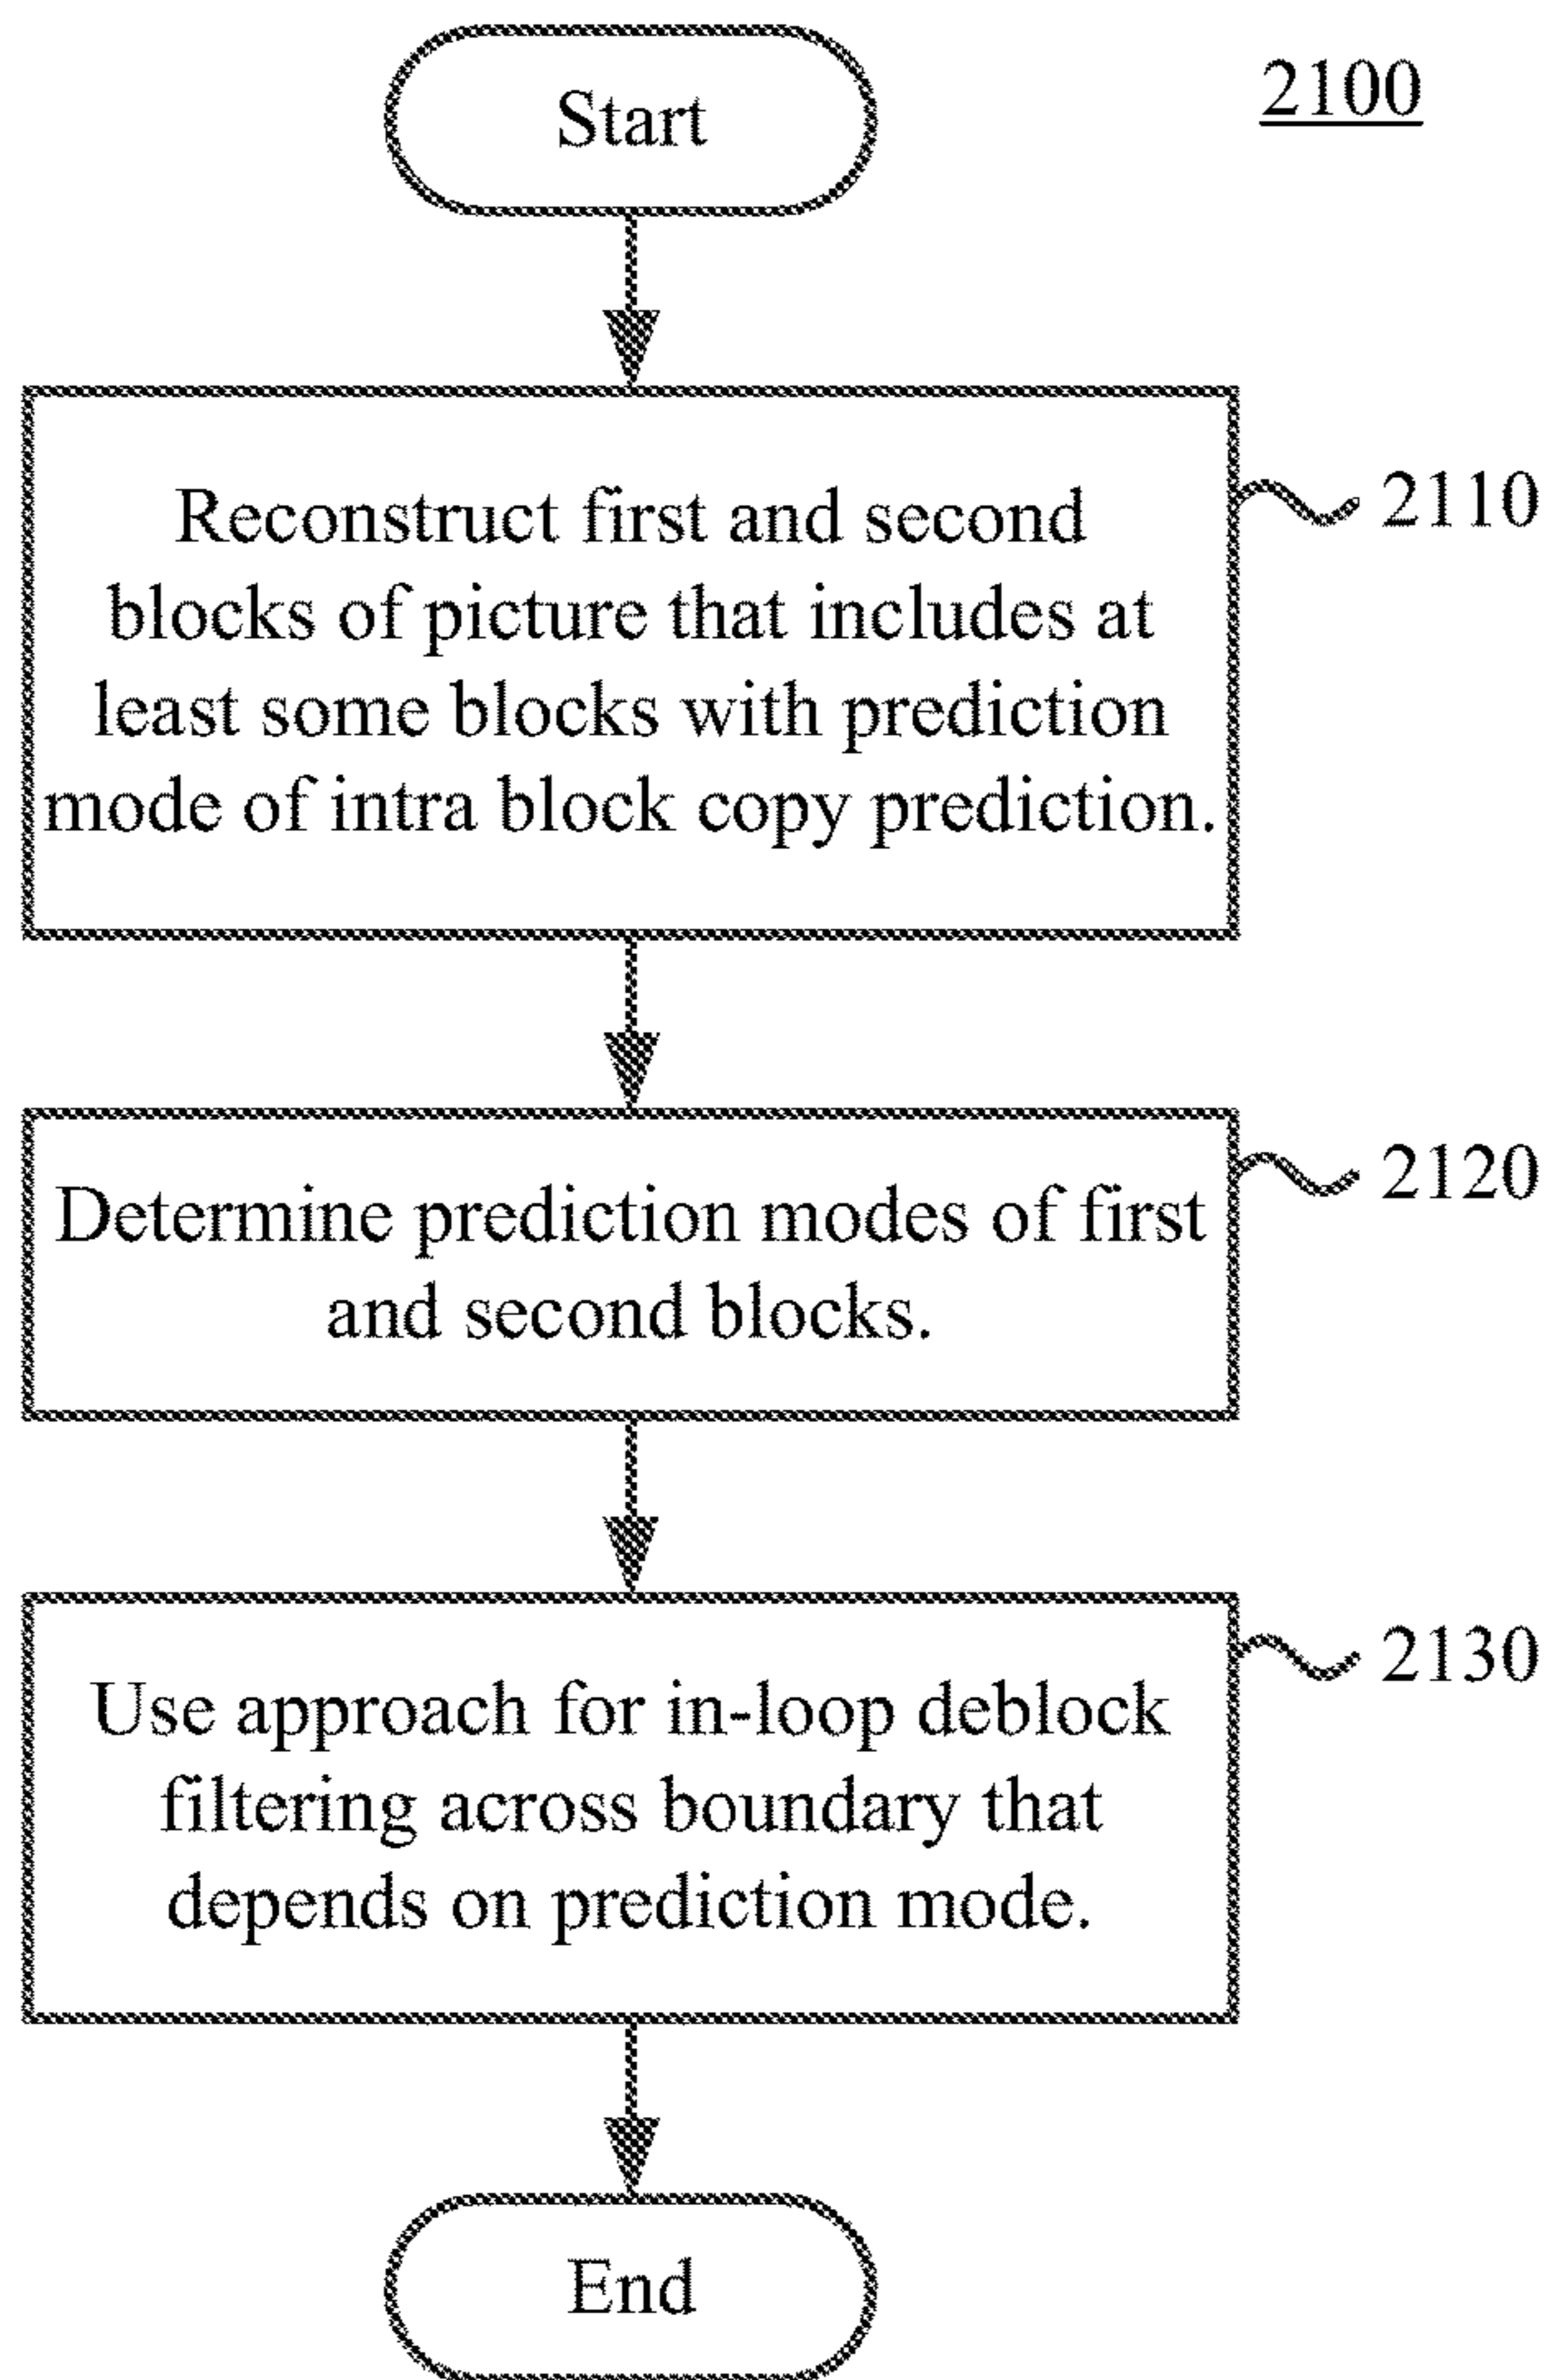 Start
2100
Reconstruct first and second
blocks of picture that includes at
least some blocks with prediction
mode of intra block copy prediction.
2110
Determine prediction modes of first
and second blocks.
2120
Use approach for in-loop deblock
filtering across boundary that
depends on prediction mode.
2130
End